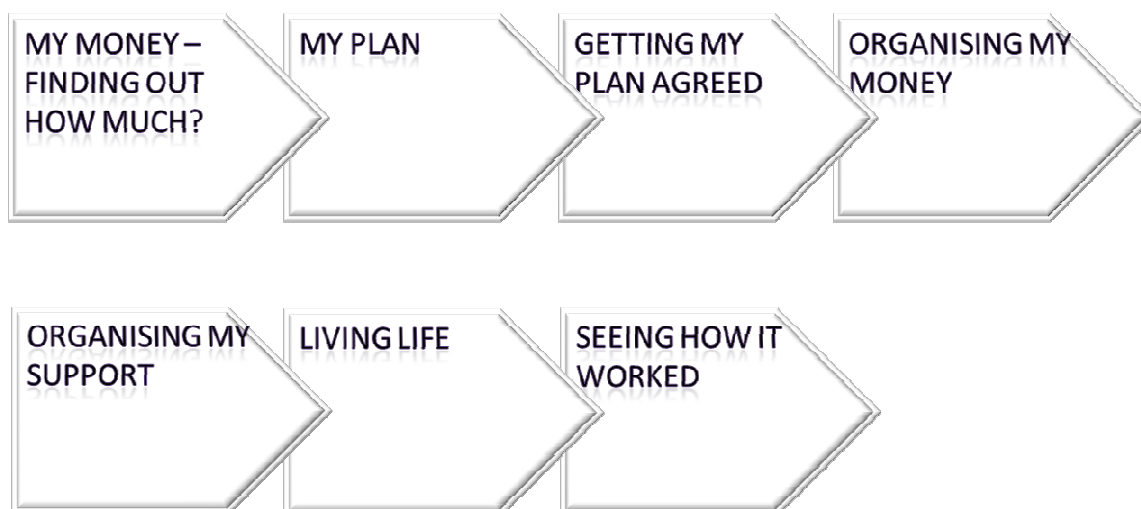 MY MONEY –
FINDING OUT
HOW MUCH?
MY PLAN
GETTING MY
PLAN AGREED
ORGANISING MY
MONEY
ORGANISING MY
SUPPORT
LIVING LIFE
SEEING HOW IT
WORKED